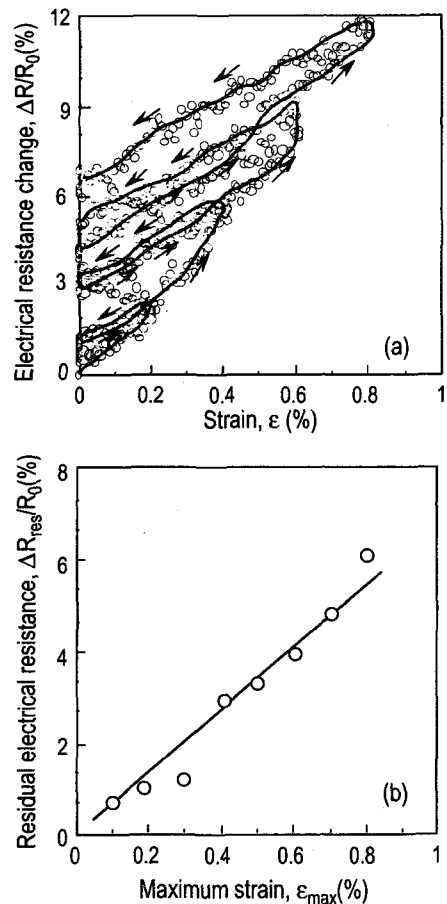 12
9
6
3
0
Electrical resistance change, ΔR/R₀(%)
(a)
0 0.2 0.4 0.6 0.8 1
Strain, ε (%)
8
6
4
2
0
Residual electrical resistance, ΔR_res/R₀(%)
(b)
0 0.2 0.4 0.6 0.8 1
Maximum strain, ε_max(%)